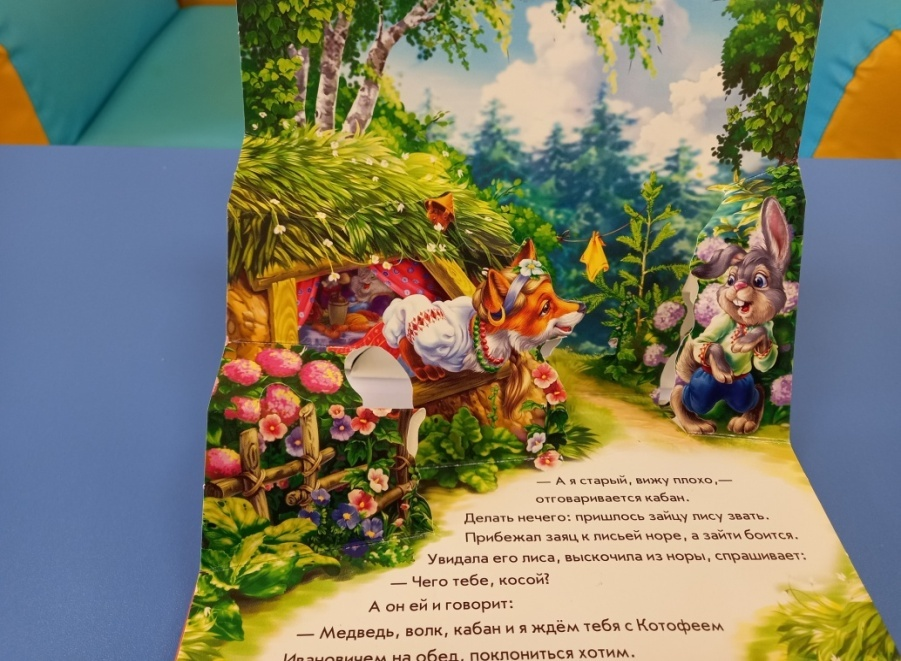 — А я старый, вижу плохо,—
отговаривается кабан.
Делать нечего: пришлось зайцу лису звать.
Прибежал заяц к лисьей норе, а зайти боится.
Увидала его лиса, выскочила из норы, спрашивает:
— Чего тебе, косой?
А он ей и говорит:
— Медведь, волк, кабан и я ждём тебя с Котофеем
Ивановичем на обед, поклониться хотим.